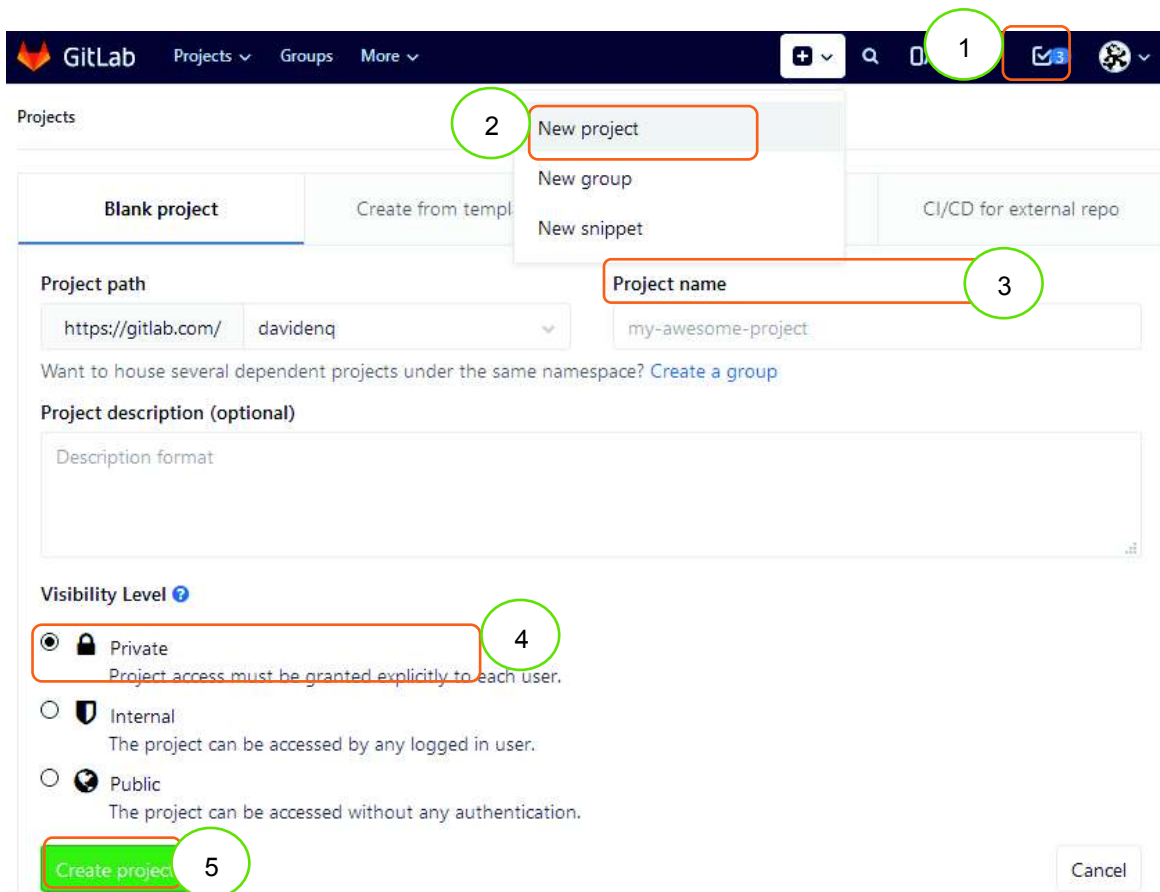 GitLab Projects Groups More 1 3
Projects
2 New project
New group
New snippet
Blank project Create from templ CI/CD for external repo
Project path Project name 3
https://gitlab.com/ davidenq my-awesome-project
Want to house several dependent projects under the same namespace? Create a group
Project description (optional)
Description format
Visibility Level ?
Private 4
Project access must be granted explicitly to each user.
Internal
The project can be accessed by any logged in user.
Public
The project can be accessed without any authentication.
Create project 5 Cancel